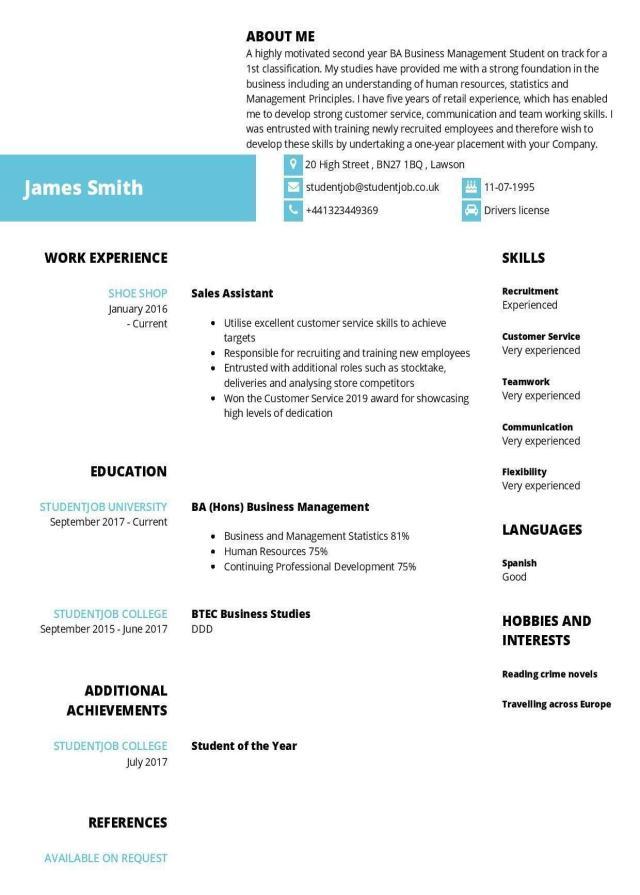 ABOUT ME
A highly motivated second year BA Business Management Student on track for a
1st classification. My studies have provided me with a strong foundation in the
business including an understanding of human resources, statistics and
Management Principles. I have five years of retail experience, which has enabled
me to develop strong customer service, communication and team working skills. I
was entrusted with training newly recruited employees and therefore wish to
develop these skills by undertaking a one-year placement with your Company.
James Smith
20 High Street , BN27 1BQ , Lawson
studentjob@studentjob.co.uk
11-07-1995
+441323449369
Drivers license
WORK EXPERIENCE
SHOE SHOP
January 2016
- Current
Sales Assistant
• Utilise excellent customer service skills to achieve
targets
• Responsible for recruiting and training new employees
• Entrusted with additional roles such as stocktake,
deliveries and analysing store competitors
• Won the Customer Service 2019 award for showcasing
high levels of dedication
EDUCATION
STUDENTJOB UNIVERSITY
September 2017 - Current
BA (Hons) Business Management
• Business and Management Statistics 81%
• Human Resources 75%
• Continuing Professional Development 75%
STUDENTJOB COLLEGE
September 2015 - June 2017
BTEC Business Studies
DDD
ADDITIONAL
ACHIEVEMENTS
STUDENTJOB COLLEGE
July 2017
Student of the Year
REFERENCES
AVAILABLE ON REQUEST
SKILLS
Recruitment
Experienced
Customer Service
Very experienced
Teamwork
Very experienced
Communication
Very experienced
Flexibility
Very experienced
LANGUAGES
Spanish
Good
HOBBIES AND
INTERESTS
Reading crime novels
Travelling across Europe